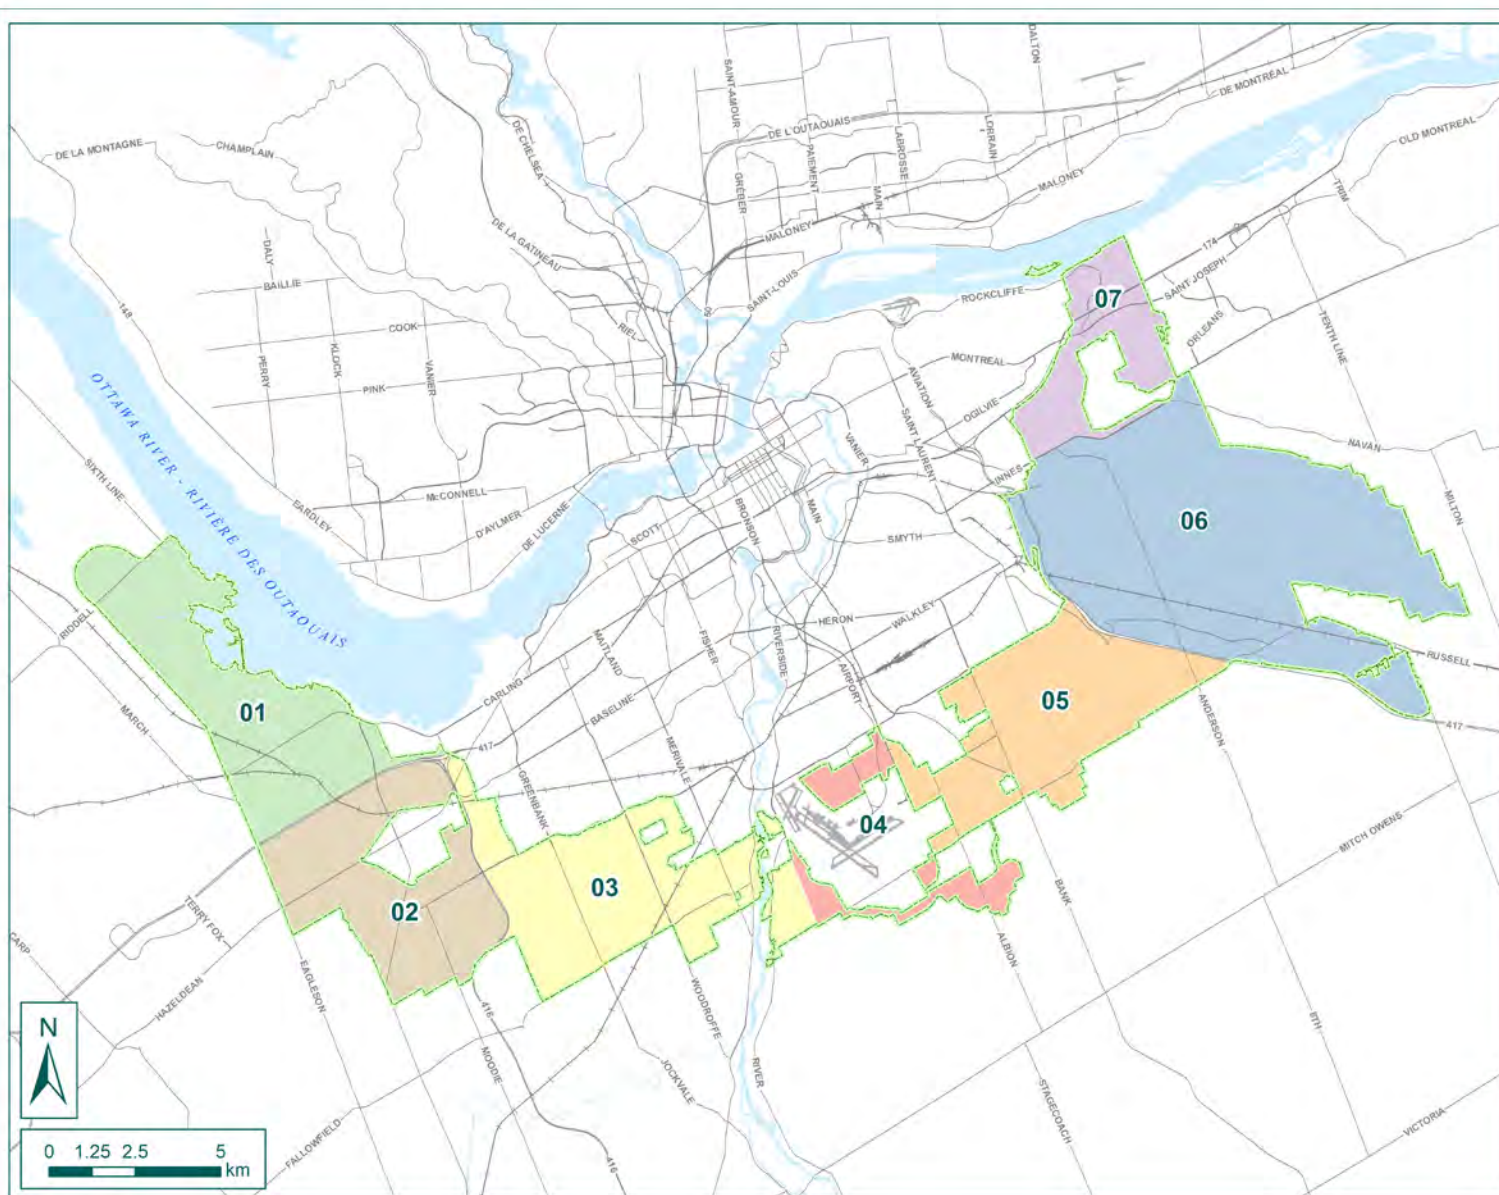 DALTON
SAINT-AMOUR
DE MONTRÉAL
DE L'OUTAOUAIS
OLD MONTREAL
DE LA MONTAGNE
CHAMPLAIN
DE CHELSEA
PAIEMENT
LABROSSE
LORRAIN
GRÉBER
MAIN
MALONEY
TRIM
DE LA GATINEAU
MALONEY
174
DALY
BAILLIE
SAINT-LOUIS
ROCKCLIFFE
07
SAINT JOSEPH
148
50
COOK
RIEL
ORLEANS
TENTH LINE
PERRY
KLOCK
VANIER
PINK
MONTREAL
AVIATION
OGILVIE
SAINT LAURENT
OTTAWA RIVER - RIVIÈRE DES OUTAOUAIS
SIXTH LINE
VANIER
NAVAN
INNES
McCONNELL
EARDLEY
D'AYLMER
DE LUCERNE
SCOTT
BRONSON
MAIN
SMYTH
06
MILTON
RIDDELL
HERON
WALKLEY
MAITLAND
FISHER
RIVERSIDE
AIRPORT
RUSSELL
MARCH
01
CARLING
BASELINE
417
MERIVALE
05
ANDERSON
417
GREENBANK
04
MITCH OWENS
TERRY FOX
02
03
BANK
CARP
HAZELDEAN
EAGLESON
ALBION
WOODROFFE
416
8TH
N
MOODIE
JOCKVALE
RIVER
STAGECOACH
VICTORIA
FALLOWFIELD
416
0 1.25 2.5 5
km